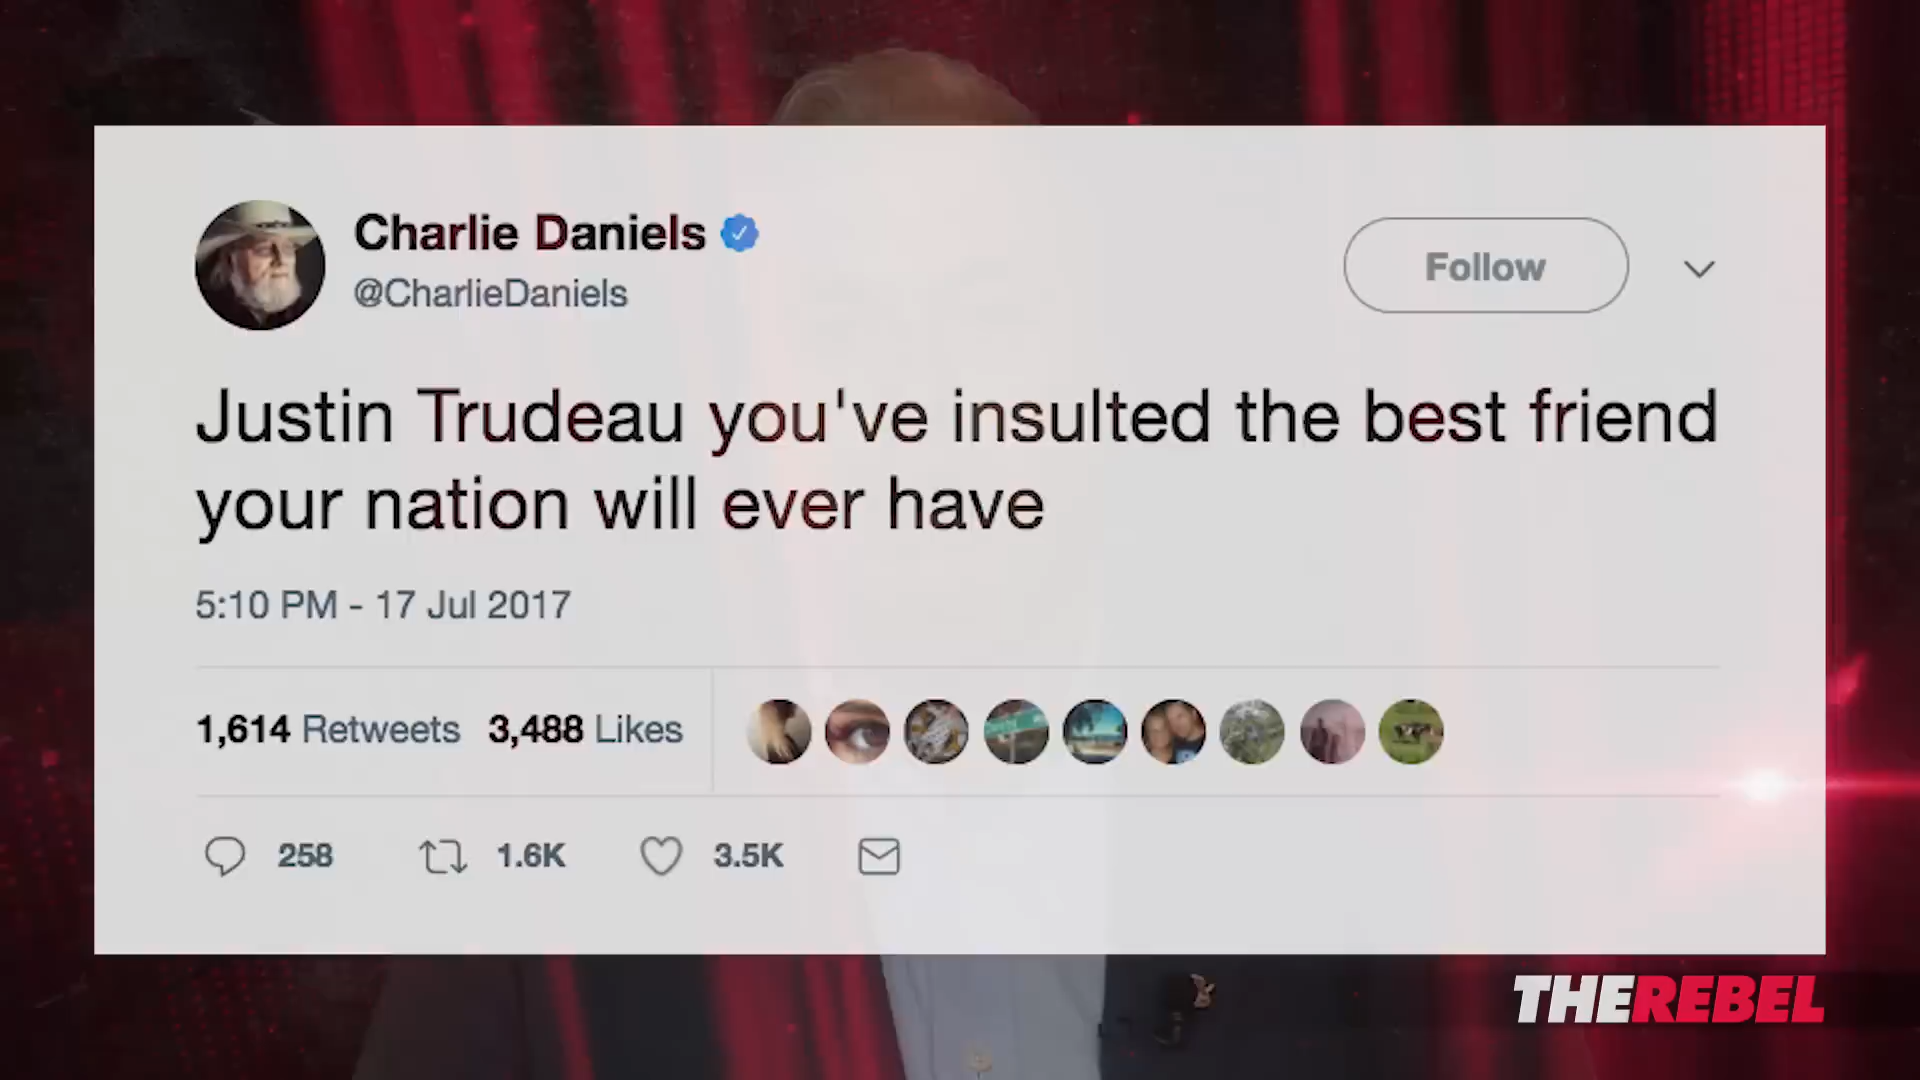 Charlie Daniels
@CharlieDaniels
Follow
Justin Trudeau you've insulted the best friend
your nation will ever have
5:10 PM - 17 Jul 2017
1,614 Retweets 3,488 Likes
258 1.6K 3.5K
THEREBEL